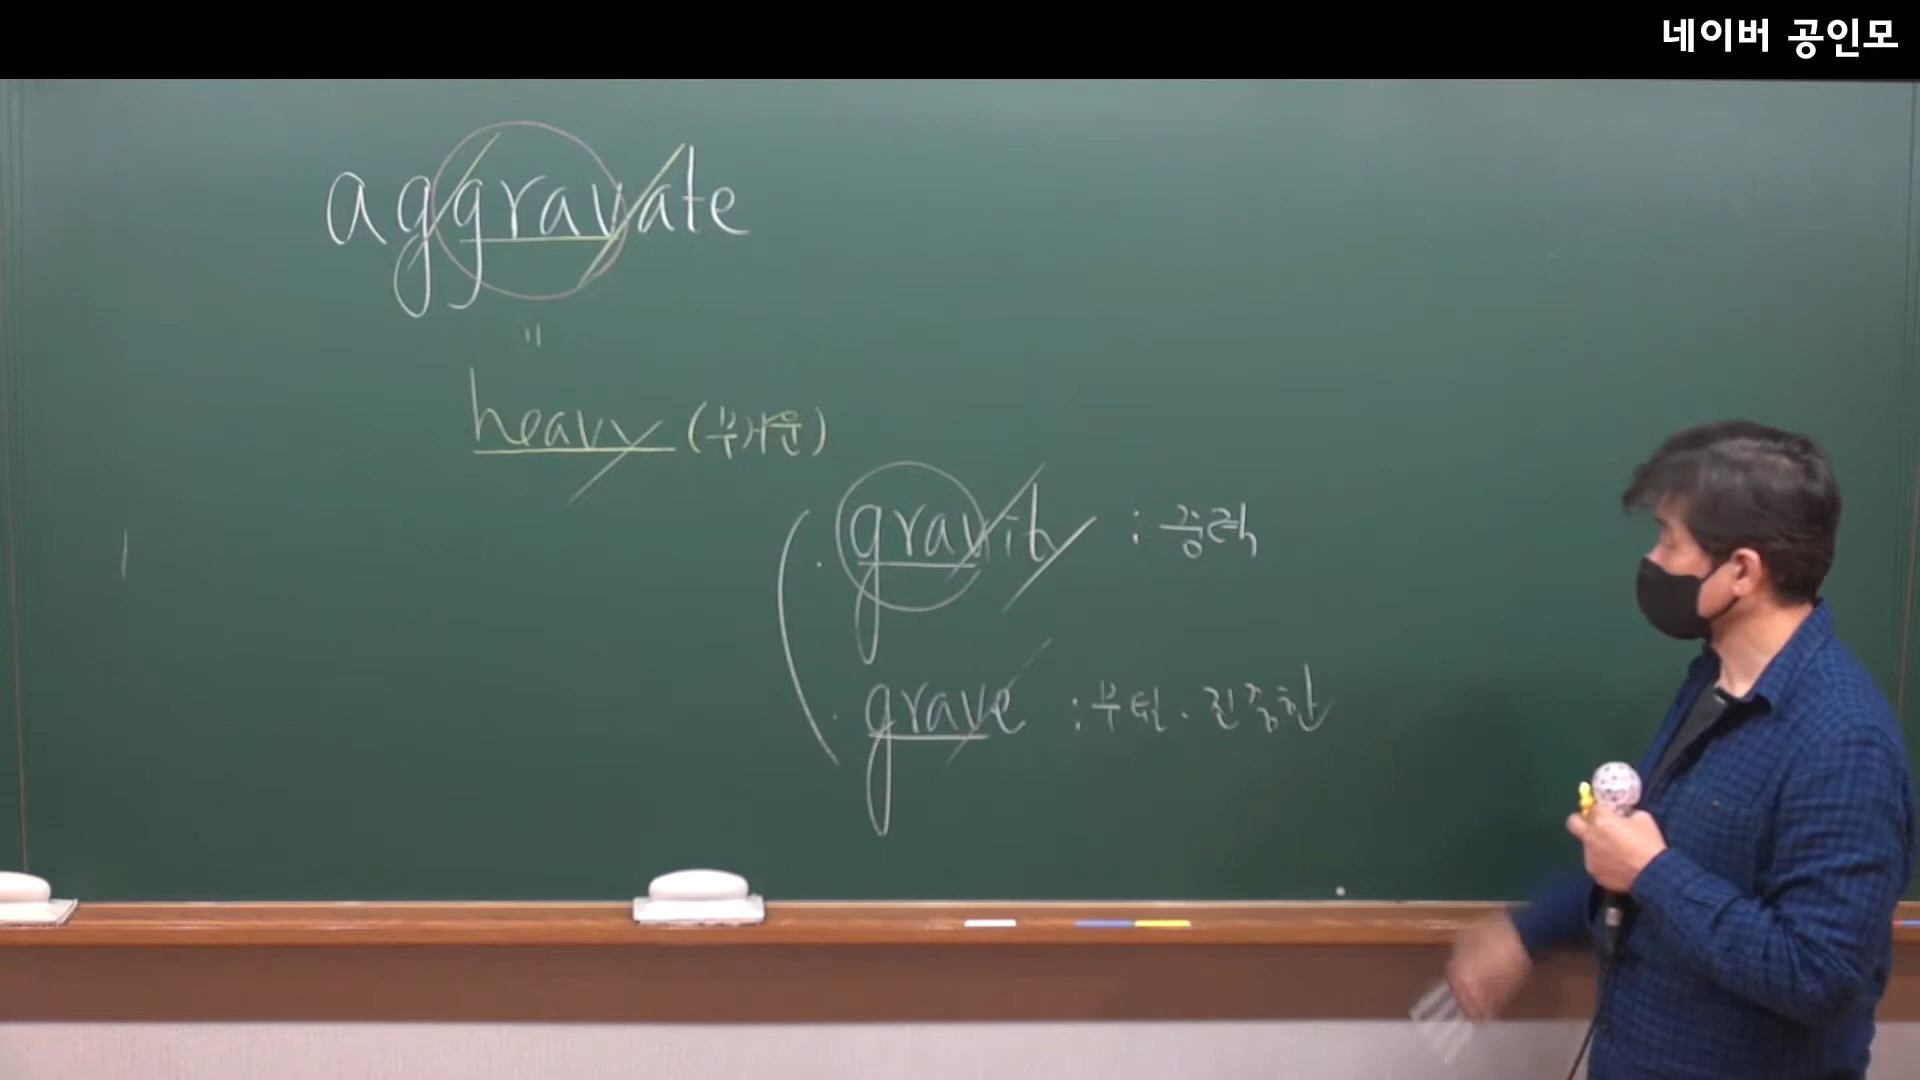 네이버 공인모
aggravate
"
heavy (무거운)
· gravity : 중력
· grave : 무덤. 진중한